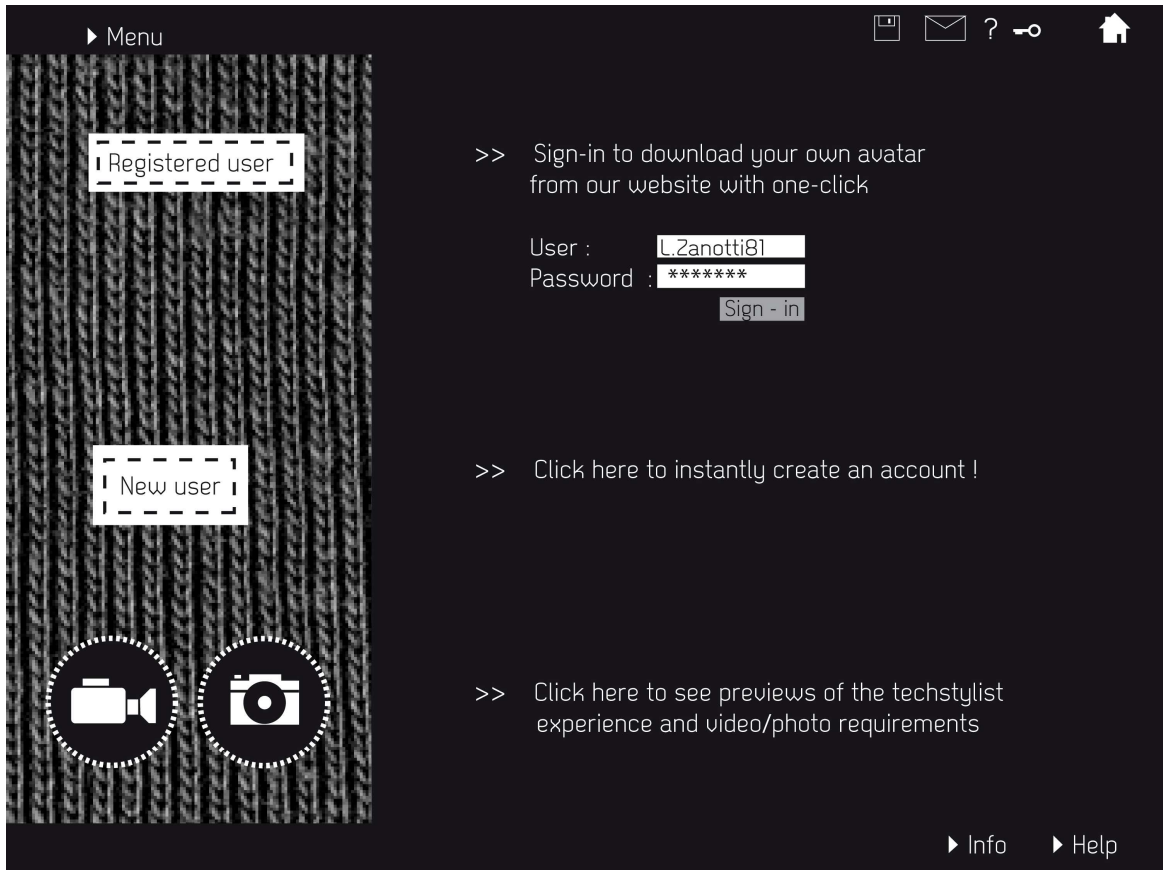 Menu
?
Registered user
>> Sign-in to download your own avatar
from our website with one-click
User : L.Zanotti81
Password : *******
Sign - in
New user
>> Click here to instantly create an account !
>> Click here to see previews of the techstylist
experience and video/photo requirements
Info
Help